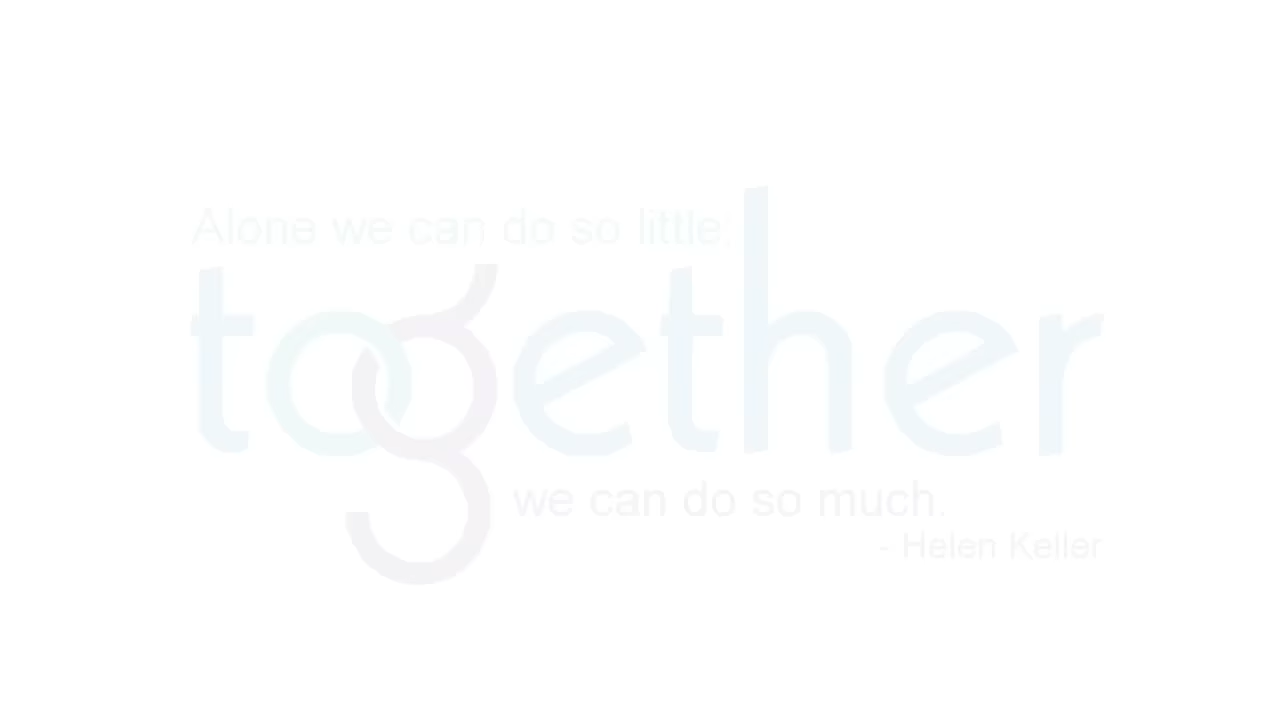 Alone we can do so little;
together
we can do so much.
- Helen Keller